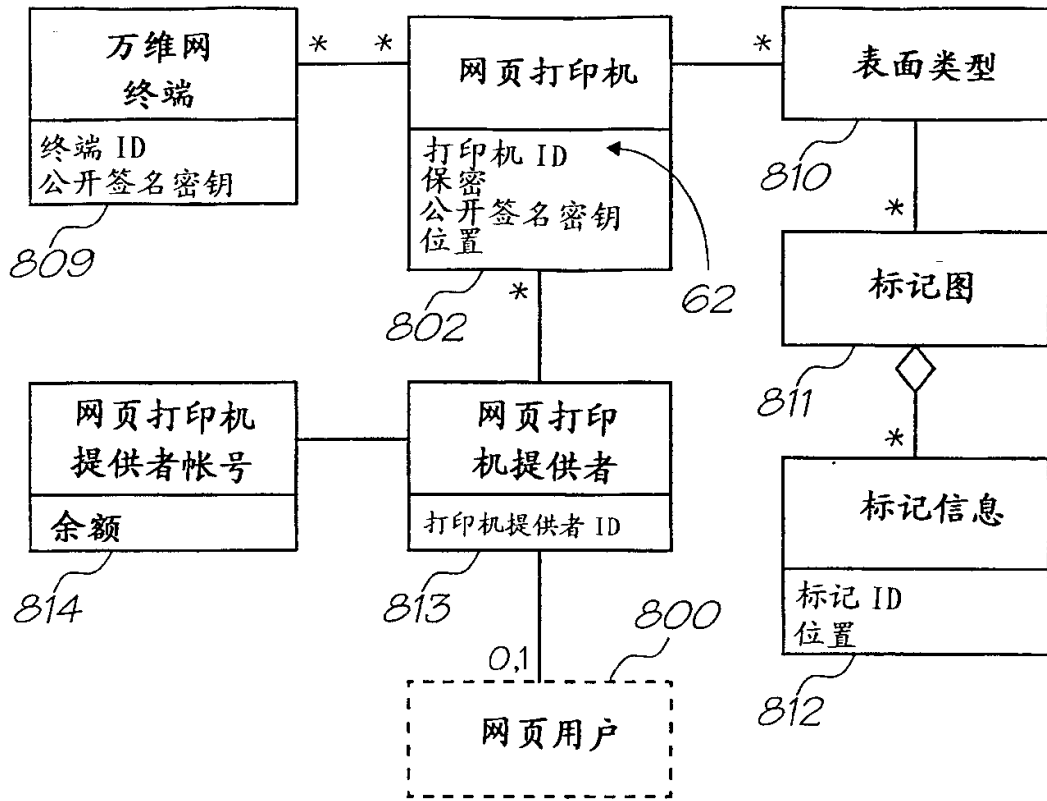 万维网
终端
终端 ID
公开签名密钥
809
* *
网页打印机
打印机 ID
保密
公开签名密钥
位置
802
62
*
*
表面类型
810
*
标记图
811
*
标记信息
标记 ID
位置
812
网页打印机
提供者帐号
余额
814
网页打印
机提供者
打印机提供者 ID
813
0,1
800
网页用户